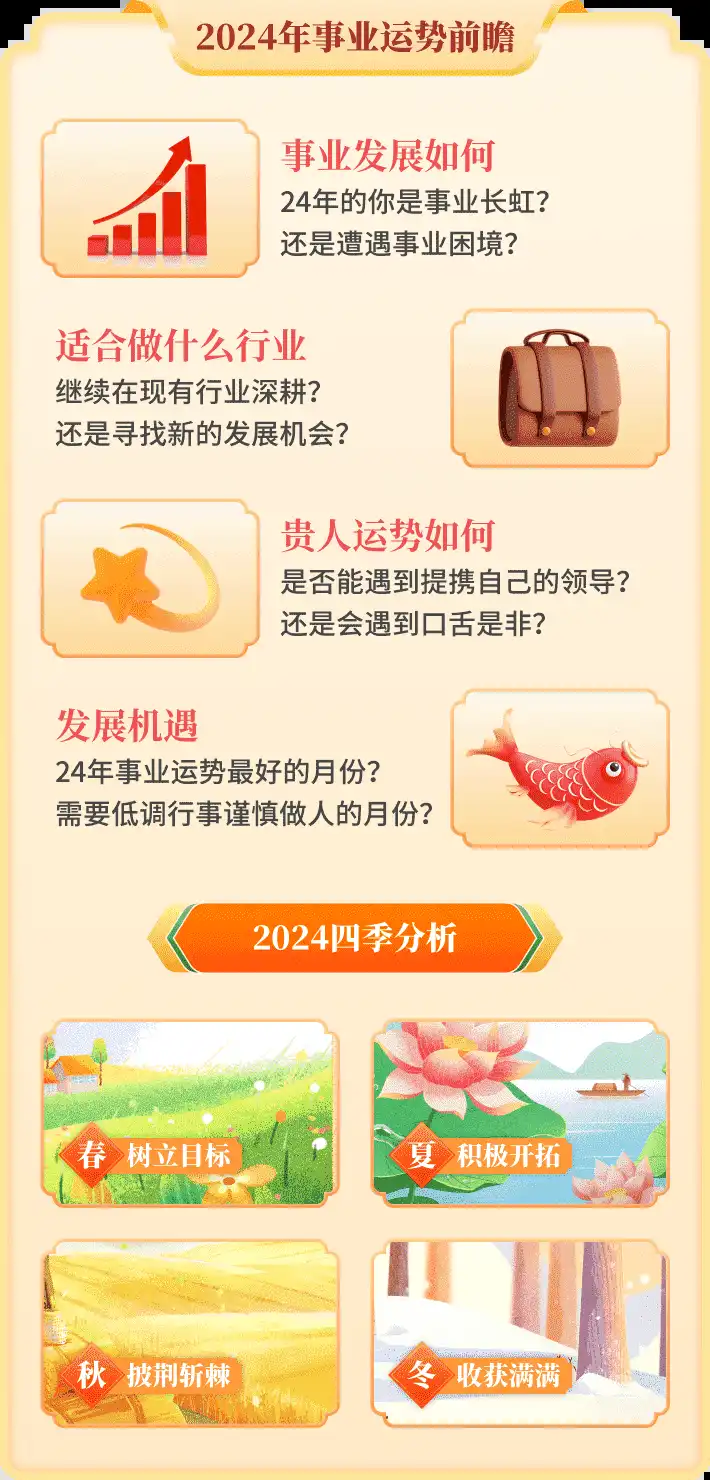 2024年事业运势前瞻
事业发展如何
24年的你是事业长虹？
还是遭遇事业困境？
适合做什么行业
继续在现有行业深耕？
还是寻找新的发展机会？
贵人运势如何
是否能遇到提携自己的领导？
还是会遇到口舌是非？
发展机遇
24年事业运势最好的月份？
需要低调行事谨慎做人的月份？
2024四季分析
春 树立目标
夏 积极开拓
秋 披荆斩棘
冬 收获满满